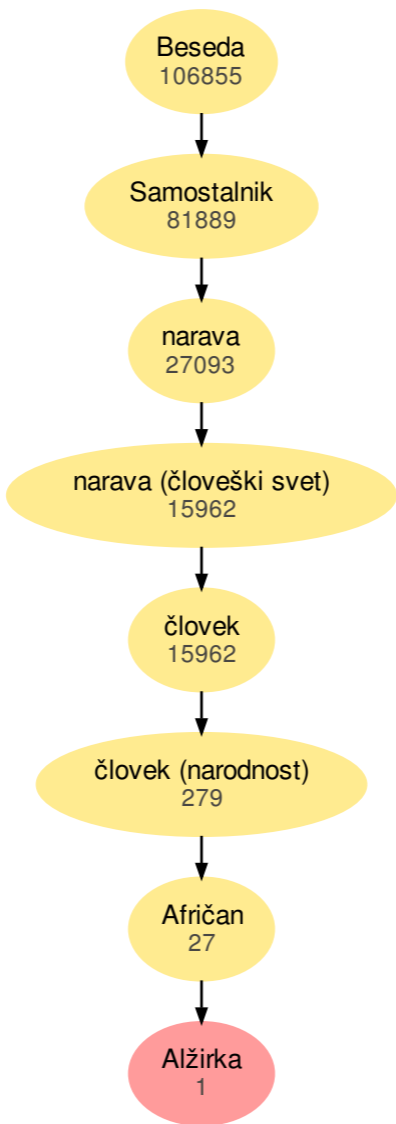 Beseda
106855
Samostalnik
81889
narava
27093
narava (človeški svet)
15962
človek
15962
človek (narodnost)
279
Afričan
27
Alžirka
1